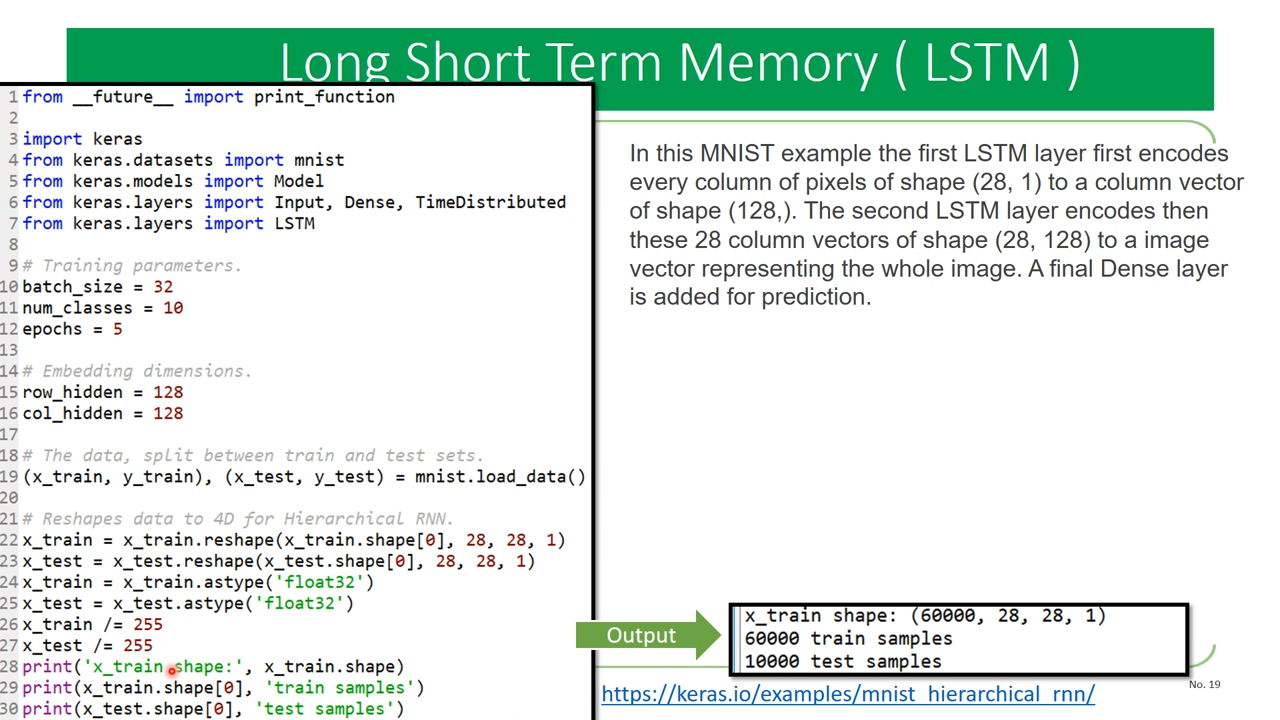 Long Short Term Memory ( LSTM )
1 from __future__ import print_function
2
3 import keras
4 from keras.datasets import mnist
5 from keras.models import Model
6 from keras.layers import Input, Dense, TimeDistributed
7 from keras.layers import LSTM
8
9 # Training parameters.
10 batch_size = 32
11 num_classes = 10
12 epochs = 5
13
14 # Embedding dimensions.
15 row_hidden = 128
16 col_hidden = 128
17
18 # The data, split between train and test sets.
19 (x_train, y_train), (x_test, y_test) = mnist.load_data()
20
21 # Reshapes data to 4D for Hierarchical RNN.
22 x_train = x_train.reshape(x_train.shape[0], 28, 28, 1)
23 x_test = x_test.reshape(x_test.shape[0], 28, 28, 1)
24 x_train = x_train.astype('float32')
25 x_test = x_test.astype('float32')
26 x_train /= 255
27 x_test /= 255
28 print('x_train shape:', x_train.shape)
29 print(x_train.shape[0], 'train samples')
30 print(x_test.shape[0], 'test samples')
In this MNIST example the first LSTM layer first encodes
every column of pixels of shape (28, 1) to a column vector
of shape (128,). The second LSTM layer encodes then
these 28 column vectors of shape (28, 128) to a image
vector representing the whole image. A final Dense layer
is added for prediction.
Output
x_train shape: (60000, 28, 28, 1)
60000 train samples
10000 test samples
https://keras.io/examples/mnist_hierarchical_rnn/
No. 19